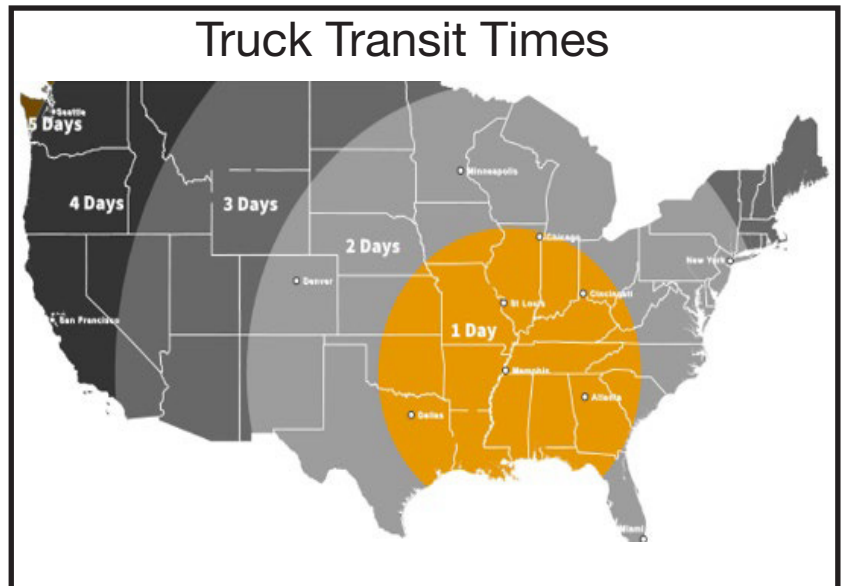 Truck Transit Times
Seattle
5 Days
Minneapolis
4 Days
3 Days
2 Days
Chicago
New York
Denver
Cincinnati
St Louis
San Francisco
1 Day
Memphis
Atlanta
Dallas
Miami